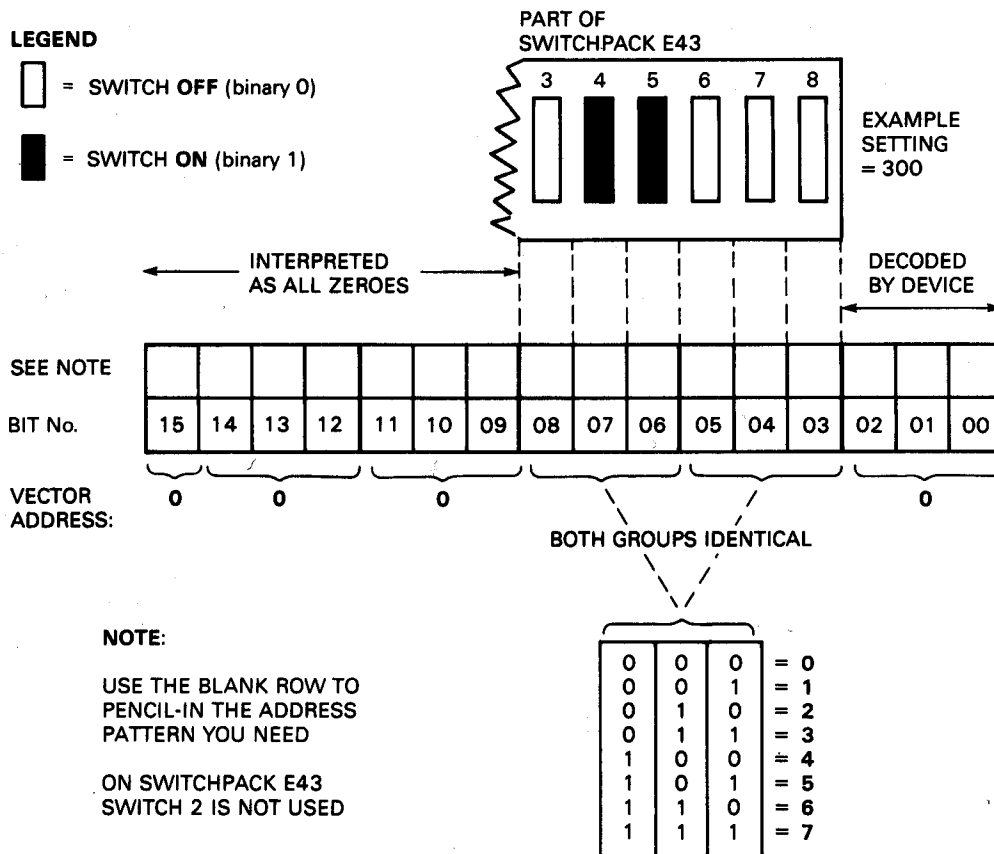 PART OF
SWITCHPACK E43
LEGEND
= SWITCH OFF (binary 0)
= SWITCH ON (binary 1)
3 4 5 6 7 8
EXAMPLE
SETTING
= 300
INTERPRETED
AS ALL ZEROES
DECODED
BY DEVICE
SEE NOTE
BIT No. 15 14 13 12 11 10 09 08 07 06 05 04 03 02 01 00
VECTOR
ADDRESS:
0 0 0 0
BOTH GROUPS IDENTICAL
NOTE:
USE THE BLANK ROW TO
PENCIL-IN THE ADDRESS
PATTERN YOU NEED
ON SWITCHPACK E43
SWITCH 2 IS NOT USED
0 0 0 = 0
0 0 1 = 1
0 1 0 = 2
0 1 1 = 3
1 0 0 = 4
1 0 1 = 5
1 1 0 = 6
1 1 1 = 7